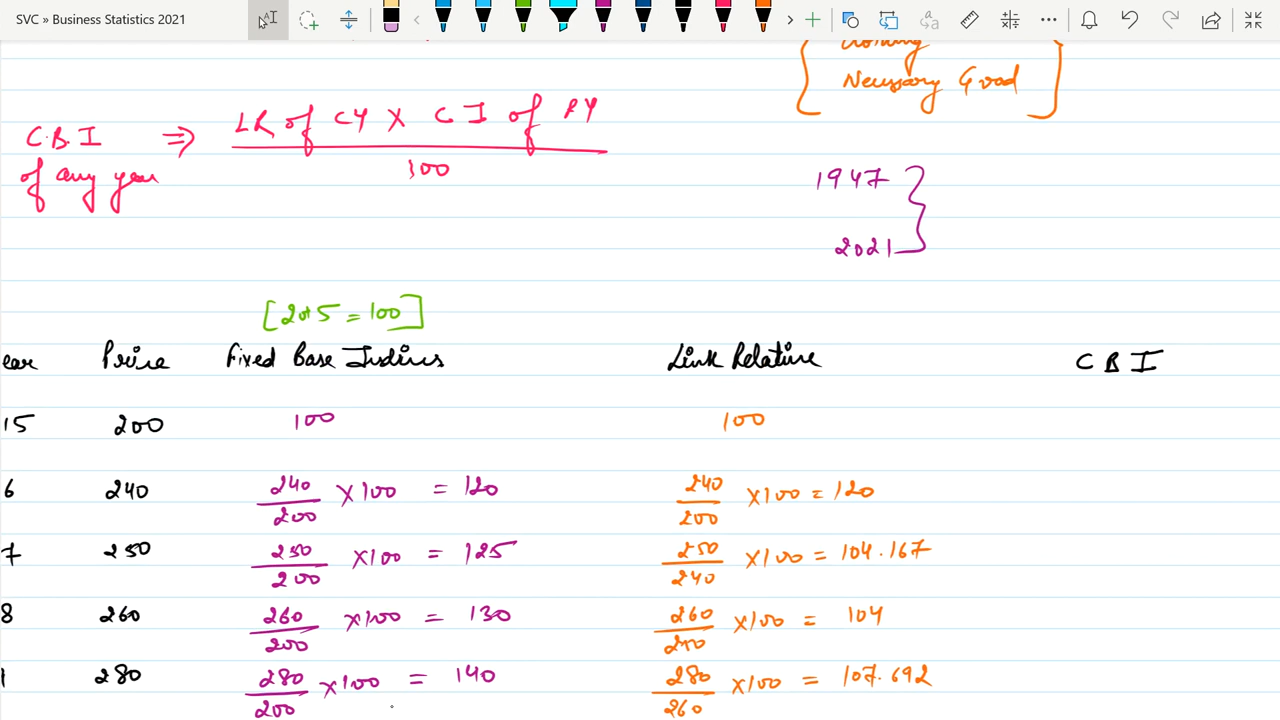 SVC » Business Statistics 2021
Necessary Good
C.B.I ⇒ LR of CY X C I of PY
of any year 100
1947
2021
[2015 = 100]
ear Price Fixed Base Indices Link Relative C B I
15 200 100 100
6 240 240/200 ×100 = 120 240/200 ×100 = 120
7 250 250/200 ×100 = 125 250/240 ×100 = 104.167
8 260 260/200 ×100 = 130 260/250 ×100 = 104
280 280/200 ×100 = 140 280/260 ×100 = 107.692